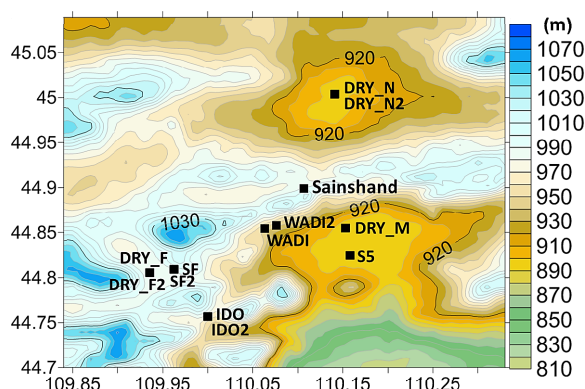 (m)
45.05
45
44.95
44.9
44.85
44.8
44.75
44.7
920
DRY_N
DRY_N2
920
Sainshand
920
1030
WADI2
WADI
DRY_M
920
S5
DRY_F
DRY_F2
SF
SF2
IDO
IDO2
1070
1050
1030
1010
990
970
950
930
910
890
870
850
830
810
109.85 109.95 110.05 110.15 110.25